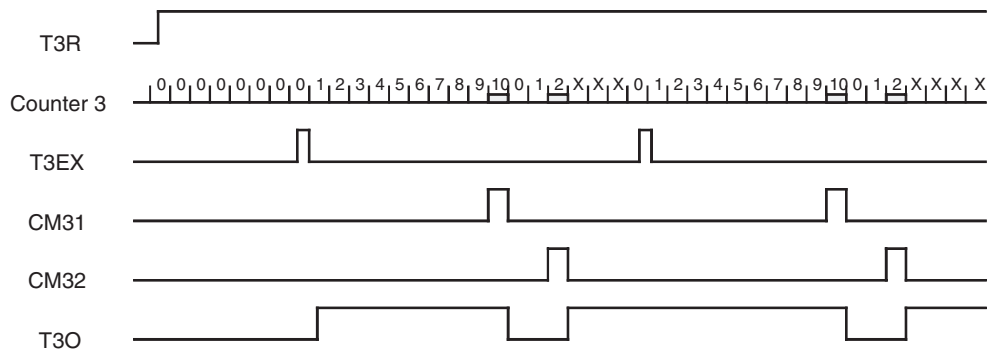 T3R
Counter 3 0 0 0 0 0 0 0 0 1 2 3 4 5 6 7 8 9 10 0 1 2 X X X 0 1 2 3 4 5 6 7 8 9 10 0 1 2 X X X X
T3EX
CM31
CM32
T3O